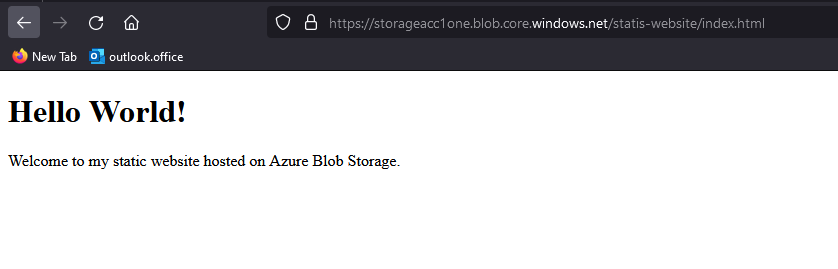 https://storageacc1one.blob.core.windows.net/statis-website/index.html
New Tab outlook.office
Hello World!
Welcome to my static website hosted on Azure Blob Storage.